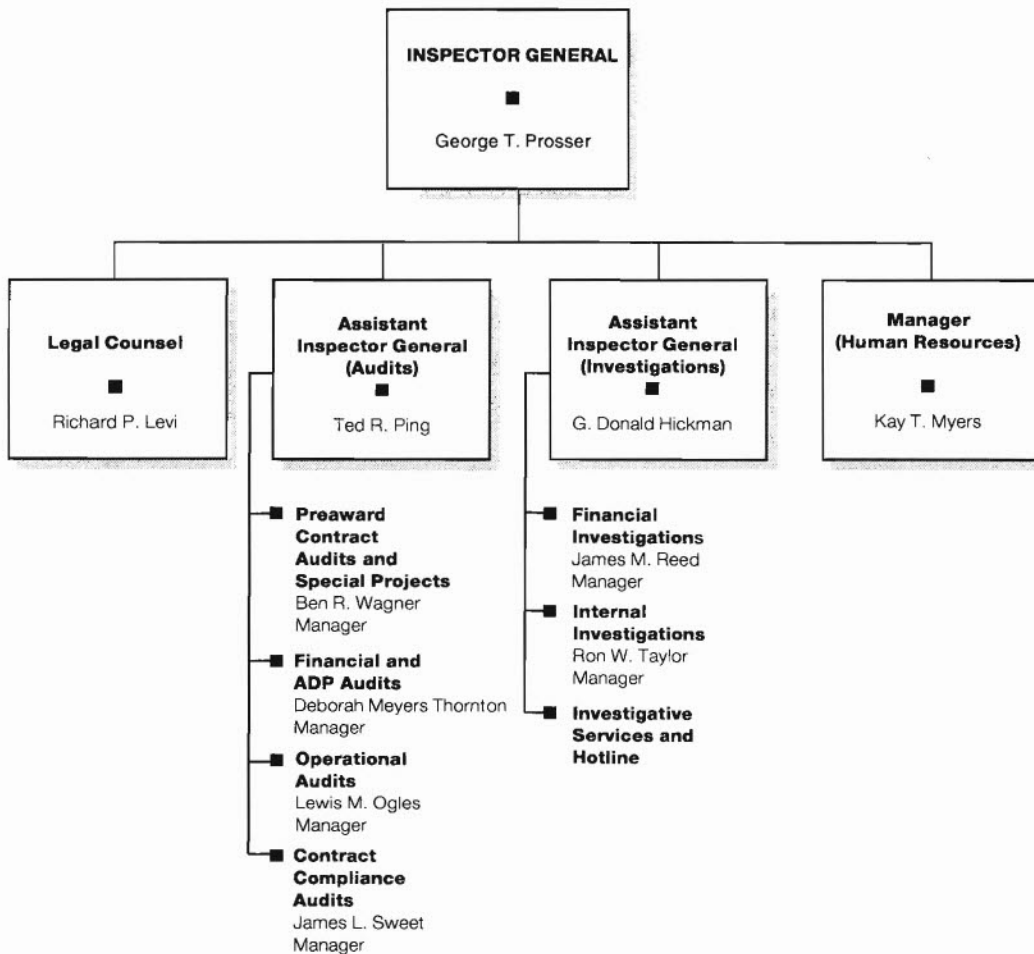 INSPECTOR GENERAL
George T. Prosser
Legal Counsel
Richard P. Levi
Assistant
Inspector General
(Audits)
Ted R. Ping
Assistant
Inspector General
(Investigations)
G. Donald Hickman
Manager
(Human Resources)
Kay T. Myers
Preaward
Contract
Audits and
Special Projects
Ben R. Wagner
Manager
Financial and
ADP Audits
Deborah Meyers Thornton
Manager
Operational
Audits
Lewis M. Ogles
Manager
Contract
Compliance
Audits
James L. Sweet
Manager
Financial
Investigations
James M. Reed
Manager
Internal
Investigations
Ron W. Taylor
Manager
Investigative
Services and
Hotline